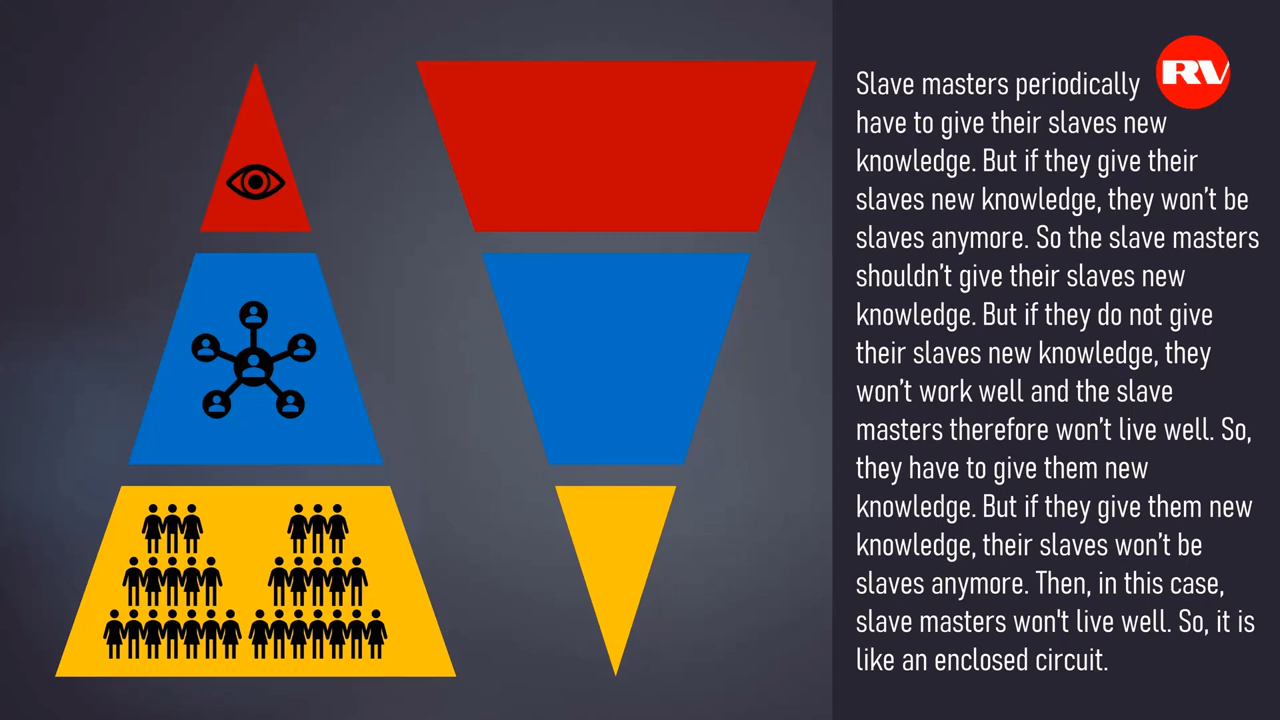 RV
Slave masters periodically
have to give their slaves new
knowledge. But if they give their
slaves new knowledge, they won’t be
slaves anymore. So the slave masters
shouldn’t give their slaves new
knowledge. But if they do not give
their slaves new knowledge, they
won’t work well and the slave
masters therefore won’t live well. So,
they have to give them new
knowledge. But if they give them new
knowledge, their slaves won’t be
slaves anymore. Then, in this case,
slave masters won't live well. So, it is
like an enclosed circuit.